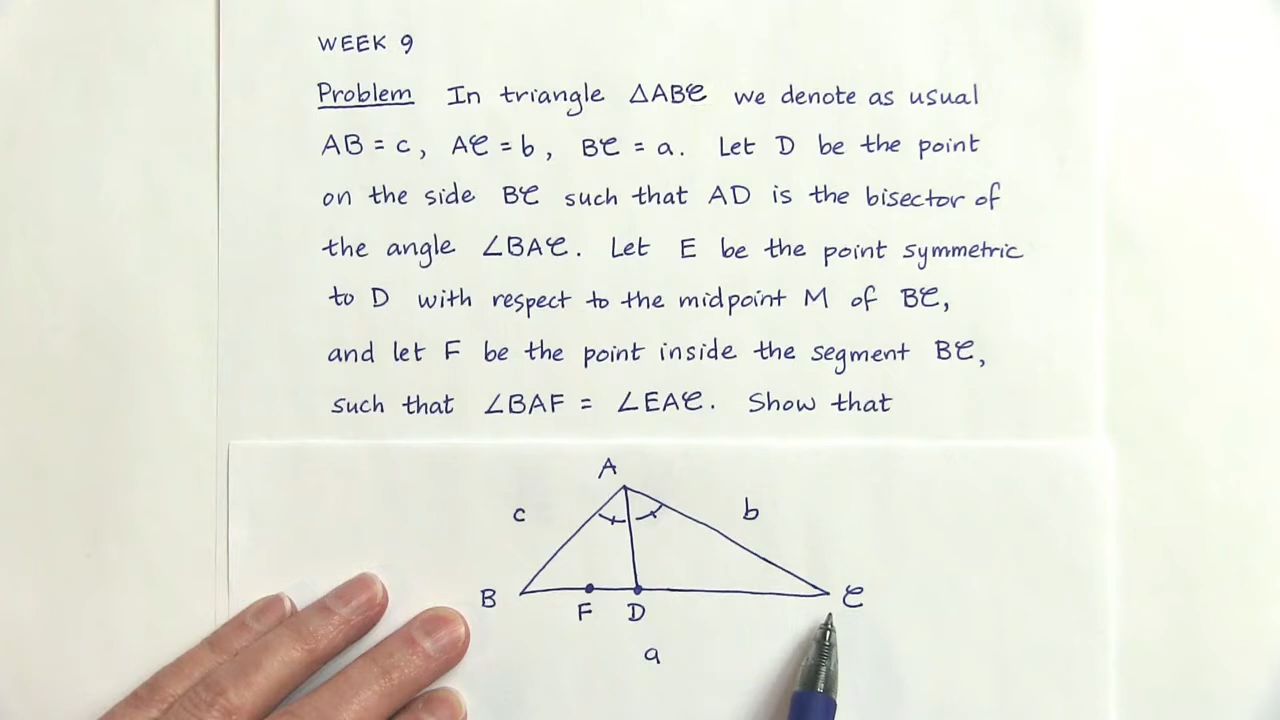 WEEK 9
Problem In triangle △ABC we denote as usual
AB = c, AC = b, BC = a. Let D be the point
on the side BC such that AD is the bisector of
the angle ∠BAC. Let E be the point symmetric
to D with respect to the midpoint M of BC,
and let F be the point inside the segment BC,
such that ∠BAF = ∠EAC. Show that
A
c b
B F D C
a